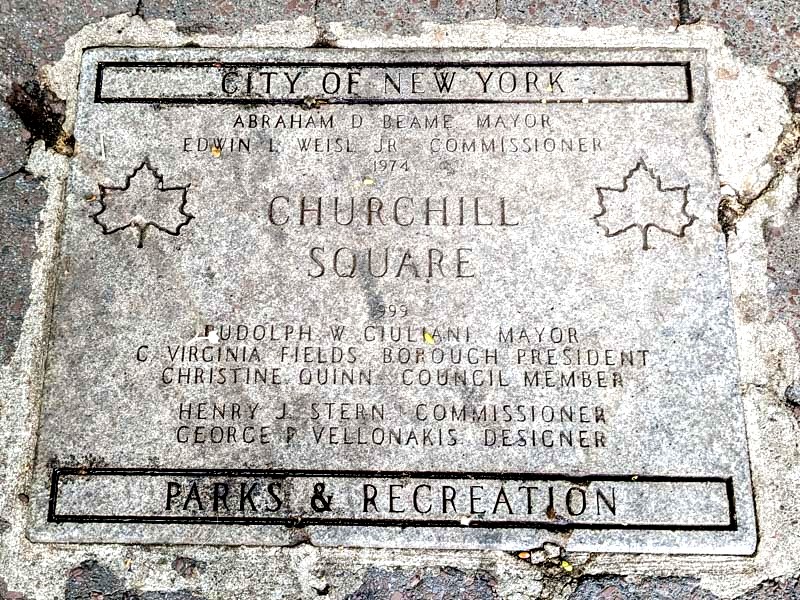 CITY OF NEW YORK
ABRAHAM D BEAME MAYOR
EDWIN L WEISL JR COMMISSIONER
1974
CHURCHILL
SQUARE
1999
RUDOLPH W GIULIANI MAYOR
C VIRGINIA FIELDS BOROUGH PRESIDENT
CHRISTINE QUINN COUNCIL MEMBER
HENRY J STERN COMMISSIONER
GEORGE P VELLONAKIS DESIGNER
PARKS & RECREATION